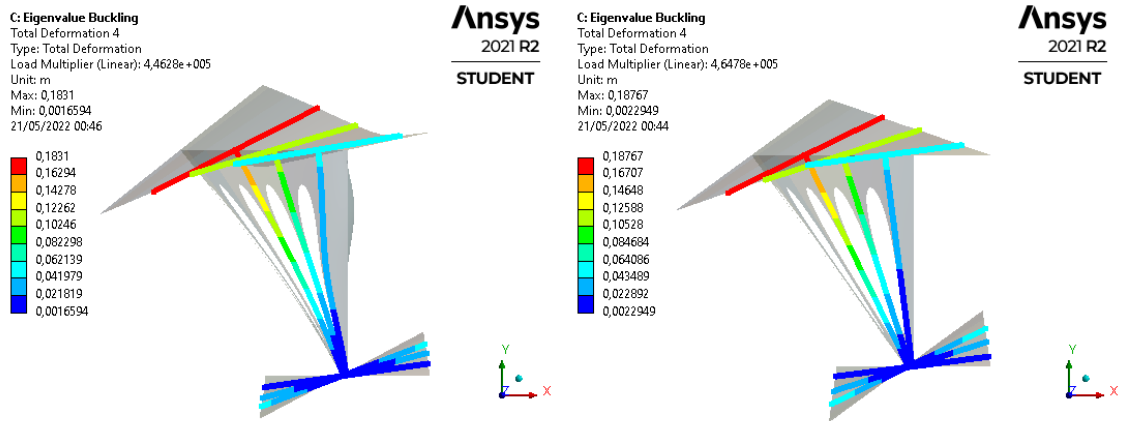 C: Eigenvalue Buckling
Total Deformation 4
Type: Total Deformation
Load Multiplier (Linear): 4,4628e+005
Unit: m
Max: 0,1831
Min: 0,0016594
21/05/2022 00:46
0,1831
0,16294
0,14278
0,12262
0,10246
0,082298
0,062139
0,041979
0,021819
0,0016594
Ansys
2021 R2
STUDENT
Y
Z
X
C: Eigenvalue Buckling
Total Deformation 4
Type: Total Deformation
Load Multiplier (Linear): 4,6478e+005
Unit: m
Max: 0,18767
Min: 0,0022949
21/05/2022 00:44
0,18767
0,16707
0,14648
0,12588
0,10528
0,084684
0,064086
0,043489
0,022892
0,0022949
Ansys
2021 R2
STUDENT
Y
Z
X